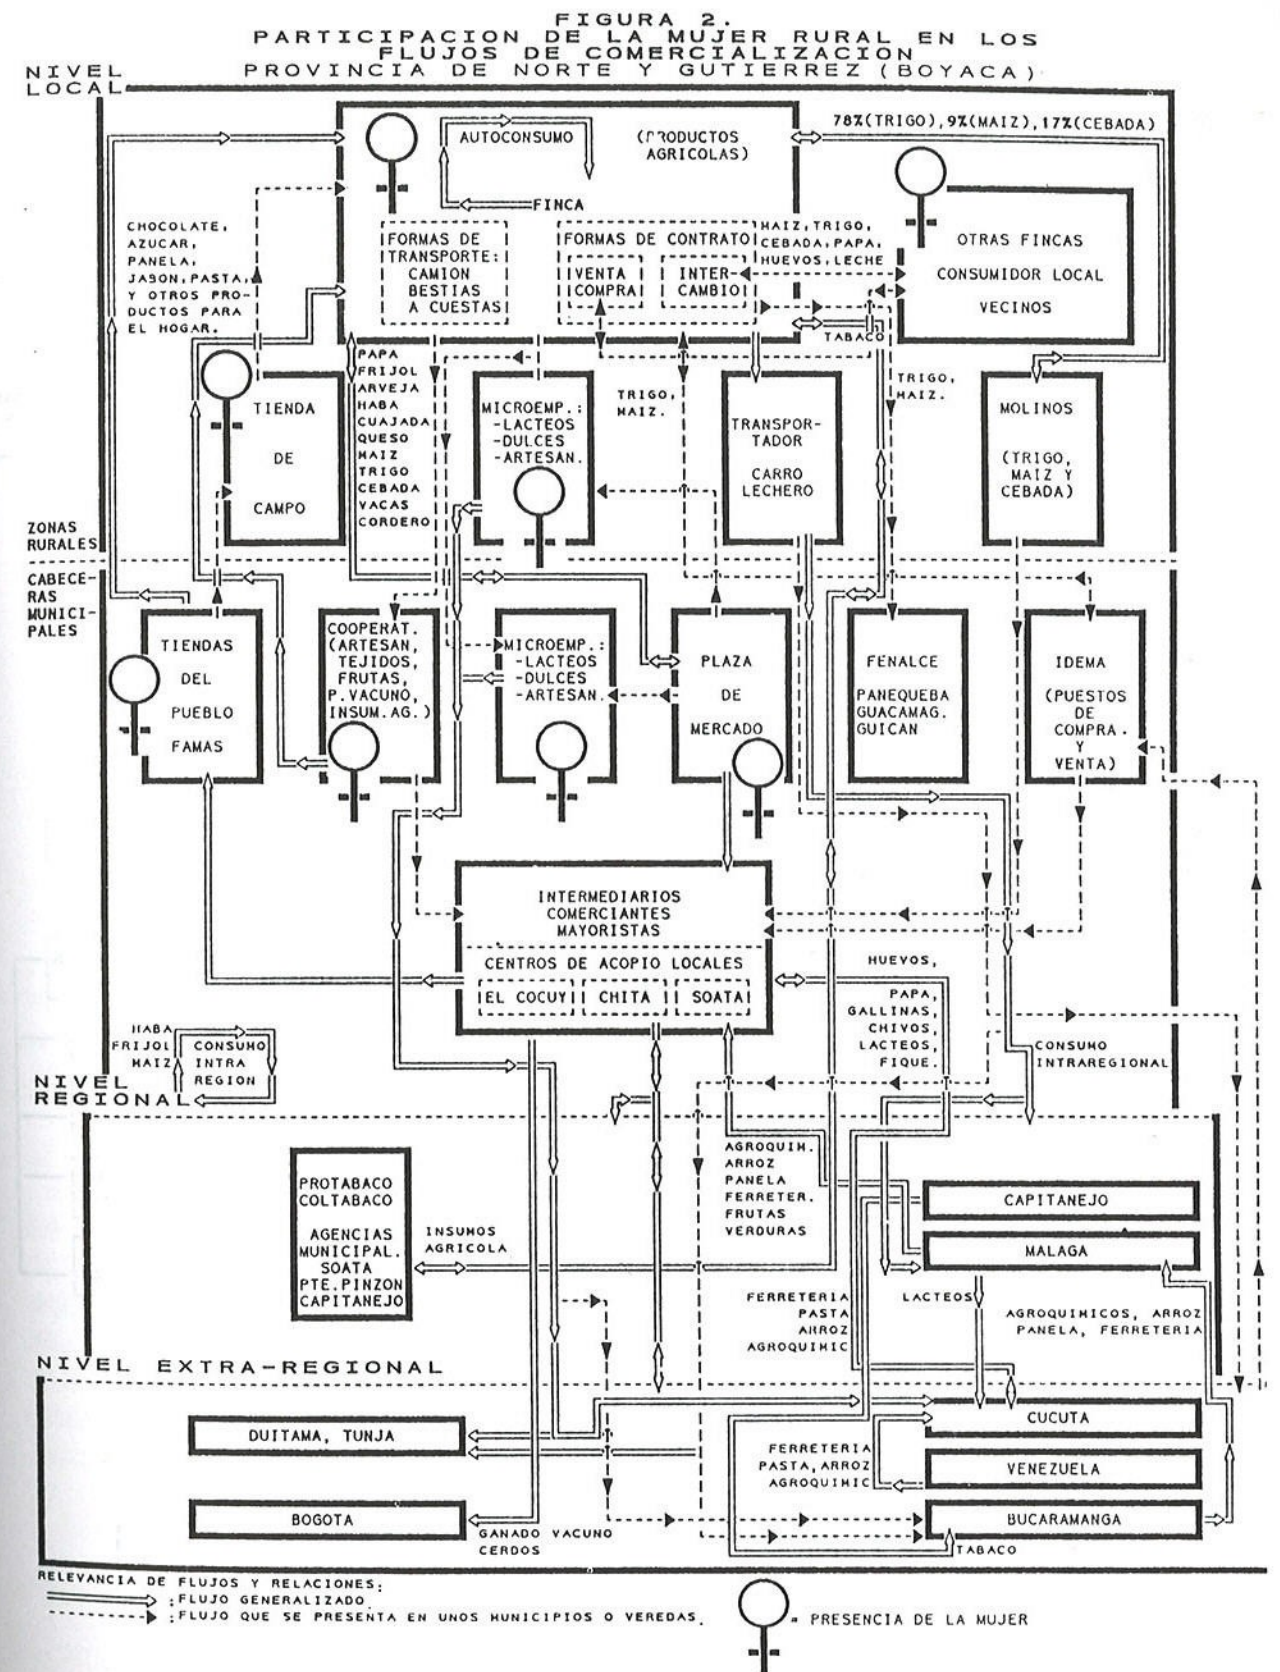 FIGURA 2.
PARTICIPACION DE LA MUJER RURAL EN LOS
FLUJOS DE COMERCIALIZACION
PROVINCIA DE NORTE Y GUTIERREZ (BOYACA)
NIVEL
LOCAL
78%(TRIGO),9%(MAIZ),17%(CEBADA)
AUTOCONSUMO
(PRODUCTOS
AGRICOLAS)
FINCA
FORMAS DE
TRANSPORTE:
CAMION
BESTIAS
A CUESTAS
FORMAS DE CONTRATO
VENTA
COMPRA
INTER-
CAMBIO
MAIZ,TRIGO,
CEBADA,PAPA,
HUEVOS,LECHE
OTRAS FINCAS
CONSUMIDOR LOCAL
VECINOS
CHOCOLATE,
AZUCAR,
PANELA,
JABON,PASTA,
Y OTROS PRO-
DUCTOS PARA
EL HOGAR.
TABACO
TIENDA
DE
CAMPO
PAPA
FRIJOL
ARVEJA
HABA
CUAJADA
QUESO
MAIZ
TRIGO
CEBADA
VACAS
CORDERO
MICROEMP.:
-LACTEOS
-DULCES
-ARTESAN.
TRIGO,
MAIZ.
TRANSPOR-
TADOR
CARRO
LECHERO
TRIGO,
MAIZ.
MOLINOS
(TRIGO,
MAIZ Y
CEBADA)
ZONAS
RURALES
CABECE-
RAS
MUNICI-
PALES
TIENDAS
DEL
PUEBLO
FAMAS
COOPERAT.
(ARTESAN,
TEJIDOS,
FRUTAS,
P.VACUNO,
INSUM.AG.)
MICROEMP.:
-LACTEOS
-DULCES
-ARTESAN.
PLAZA
DE
MERCADO
FENALCE
PANEQUEBA
GUACAMAG.
GUICAN
IDEMA
(PUESTOS
DE
COMPRA.
Y
VENTA)
INTERMEDIARIOS
COMERCIANTES
MAYORISTAS
CENTROS DE ACOPIO LOCALES
EL COCUY
CHITA
SOATA
HUEVOS,
PAPA,
GALLINAS,
CHIVOS,
LACTEOS,
FIQUE.
CONSUMO
INTRAREGIONAL
HABA
FRIJOL
MAIZ
CONSUMO
INTRA
REGION
NIVEL
REGIONAL
PROTABACO
COLTABACO
AGENCIAS
MUNICIPAL.
SOATA
PTE.PINZON
CAPITANEJO
INSUMOS
AGRICOLA
AGROQUIM.
ARROZ
PANELA
FERRETER.
FRUTAS
VERDURAS
CAPITANEJO
MALAGA
FERRETERIA
PASTA
ARROZ
AGROQUIMIC
LACTEOS
AGROQUIMICOS, ARROZ
PANELA, FERRETERIA
NIVEL EXTRA-REGIONAL
DUITAMA, TUNJA
BOGOTA
GANADO VACUNO
CERDOS
FERRETERIA
PASTA,ARROZ
AGROQUIMIC
CUCUTA
VENEZUELA
BUCARAMANGA
TABACO
RELEVANCIA DE FLUJOS Y RELACIONES:
:FLUJO GENERALIZADO.
:FLUJO QUE SE PRESENTA EN UNOS MUNICIPIOS O VEREDAS.
= PRESENCIA DE LA MUJER